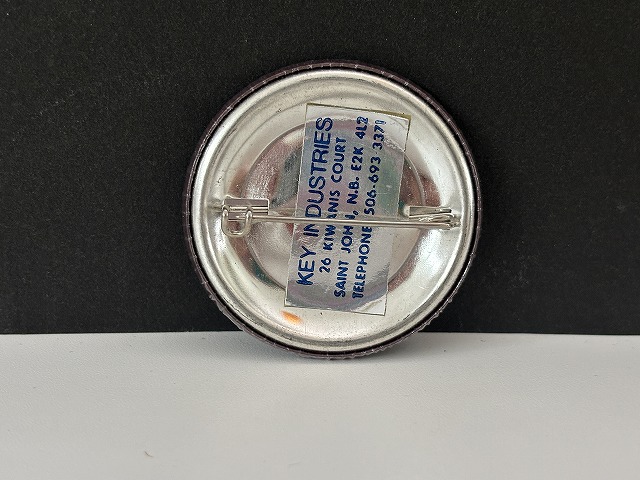 KEY INDUSTRIES
26 KIWANIS COURT
SAINT JOHN, N.B. E2K 4L2
TELEPHONE 506-693 3371